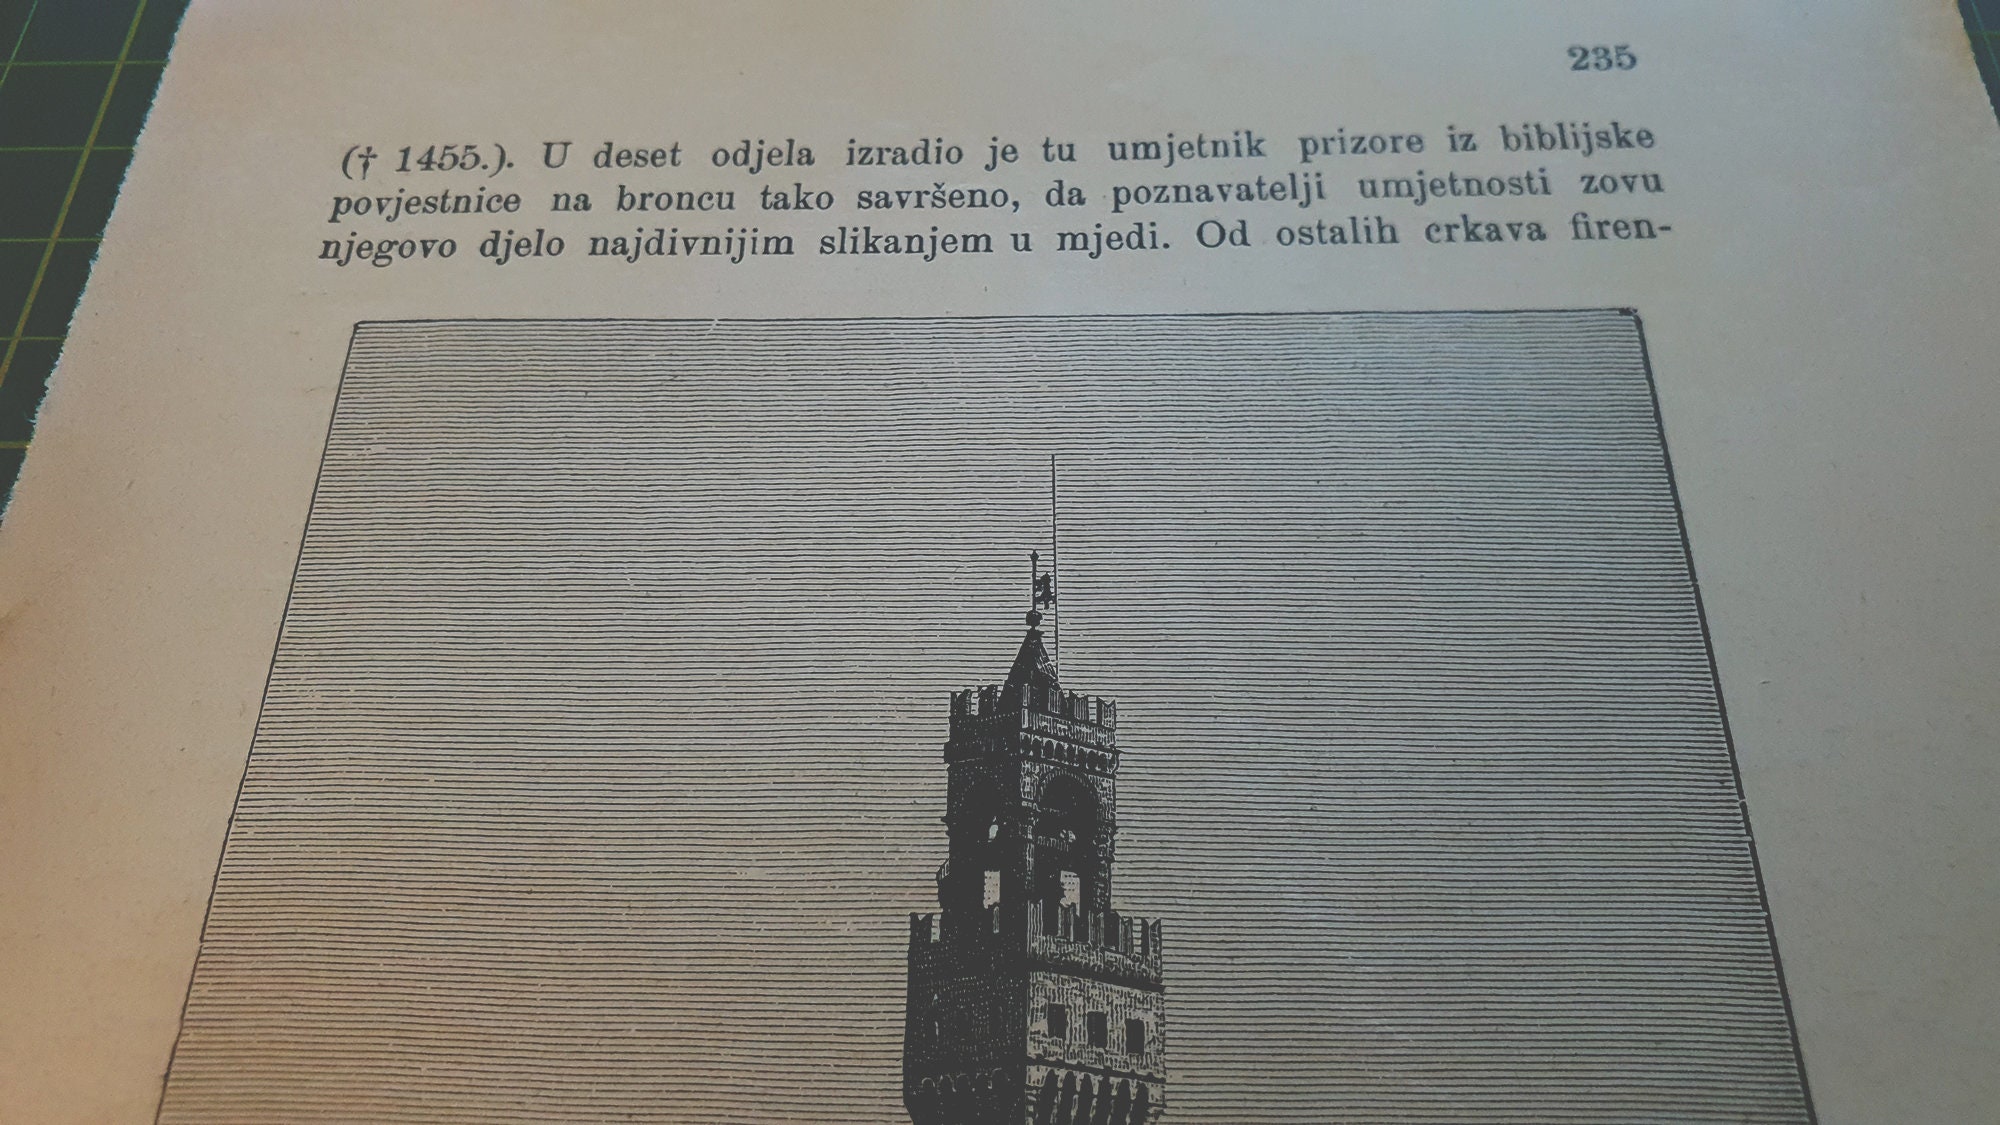 235
(† 1455.). U deset odjela izradio je tu umjetnik prizore iz biblijske
povjestnice na broncu tako savršeno, da poznavatelji umjetnosti zovu
njegovo djelo najdivnijim slikanjem u mjedi. Od ostalih crkava firen-